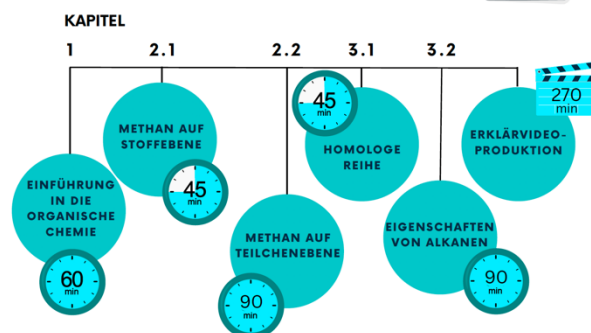 KAPITEL
1
2.1
2.2
3.1
3.2
EINFÜHRUNG
IN DIE
ORGANISCHE
CHEMIE
60
min
METHAN AUF
STOFFEBENE
45
min
METHAN AUF
TEILCHENEBENE
90
min
45
min
HOMOLOGE
REIHE
EIGENSCHAFTEN
VON ALKANEN
90
min
270
min
ERKLÄRVIDEO-
PRODUKTION